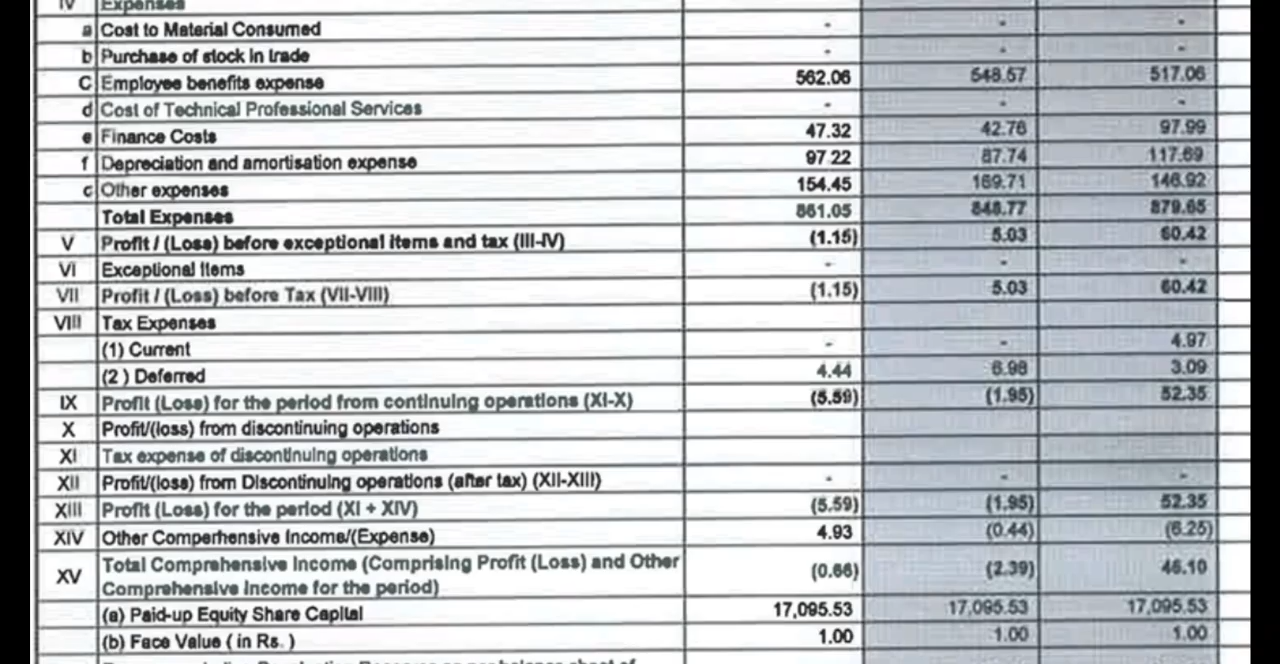 IV Expenses
a Cost to Material Consumed - - -
b Purchase of stock in trade - - -
C Employee benefits expense 562.06 548.57 517.06
d Cost of Technical Professional Services - - -
e Finance Costs 47.32 42.76 97.99
f Depreciation and amortisation expense 97.22 87.74 117.69
c Other expenses 154.45 169.71 146.92
Total Expenses 861.05 848.77 879.65
V Profit / (Loss) before exceptional items and tax (III-IV) (1.15) 5.03 60.42
VI Exceptional Items - - -
VII Profit / (Loss) before Tax (VII-VIII) (1.15) 5.03 60.42
VIII Tax Expenses
(1) Current - - 4.97
(2 ) Deferred 4.44 6.98 3.09
IX Profit (Loss) for the period from continuing operations (XI-X) (5.59) (1.95) 52.35
X Profit/(loss) from discontinuing operations
XI Tax expense of discontinuing operations
XII Profit/(loss) from Discontinuing operations (after tax) (XII-XIII) - - -
XIII Profit (Loss) for the period (XI + XIV) (5.59) (1.95) 52.35
XIV Other Comperhensive Income/(Expense) 4.93 (0.44) (6.25)
XV Total Comprehensive Income (Comprising Profit (Loss) and Other
Comprehensive Income for the period) (0.66) (2.39) 46.10
(a) Paid-up Equity Share Capital 17,095.53 17,095.53 17,095.53
(b) Face Value ( in Rs. ) 1.00 1.00 1.00